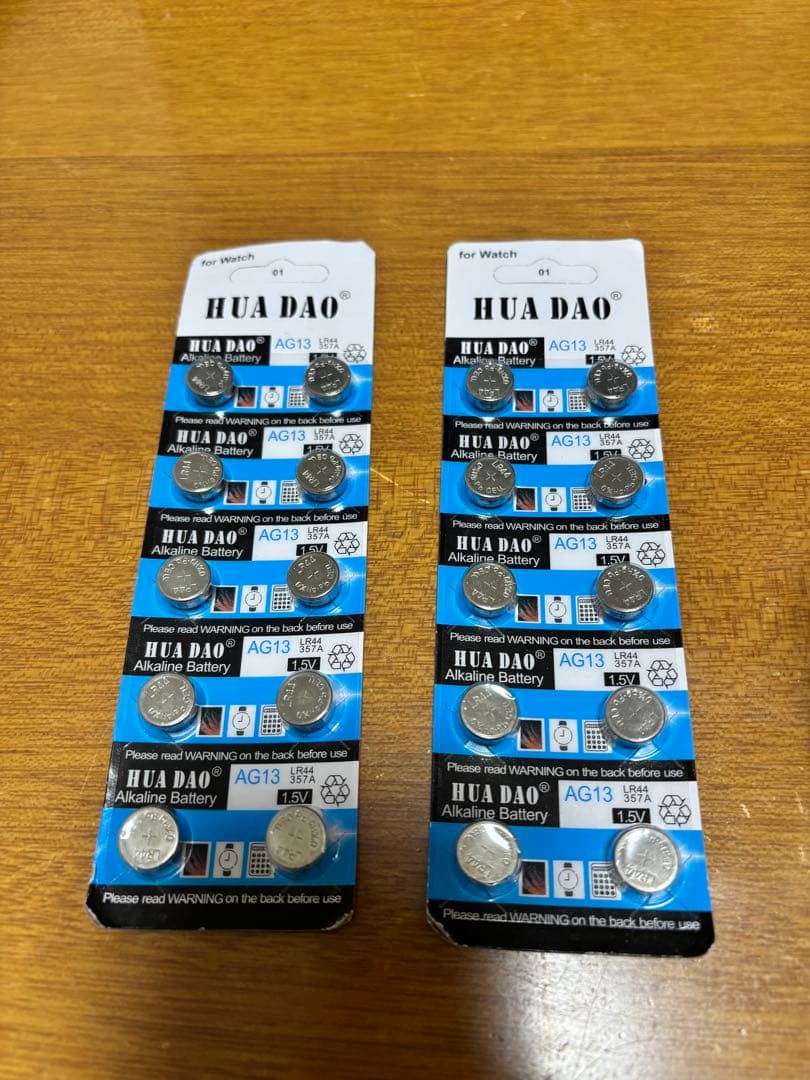 for Watch
01
HUA DAO®
HUA DAO® AG13 LR44
357A
Alkaline Battery 1.5V
Please read WARNING on the back before use
HUA DAO® AG13 LR44
357A
Alkaline Battery 1.5V
Please read WARNING on the back before use
HUA DAO® AG13 LR44
357A
Alkaline Battery 1.5V
Please read WARNING on the back before use
HUA DAO® AG13 LR44
357A
Alkaline Battery 1.5V
Please read WARNING on the back before use
HUA DAO® AG13 LR44
357A
Alkaline Battery 1.5V
Please read WARNING on the back before use
for Watch
01
HUA DAO®
HUA DAO® AG13 LR44
357A
Alkaline Battery 1.5V
Please read WARNING on the back before use
HUA DAO® AG13 LR44
357A
Alkaline Battery 1.5V
Please read WARNING on the back before use
HUA DAO® AG13 LR44
357A
Alkaline Battery 1.5V
Please read WARNING on the back before use
HUA DAO® AG13 LR44
357A
Alkaline Battery 1.5V
Please read WARNING on the back before use
HUA DAO® AG13 LR44
357A
Alkaline Battery 1.5V
Please read WARNING on the back before use